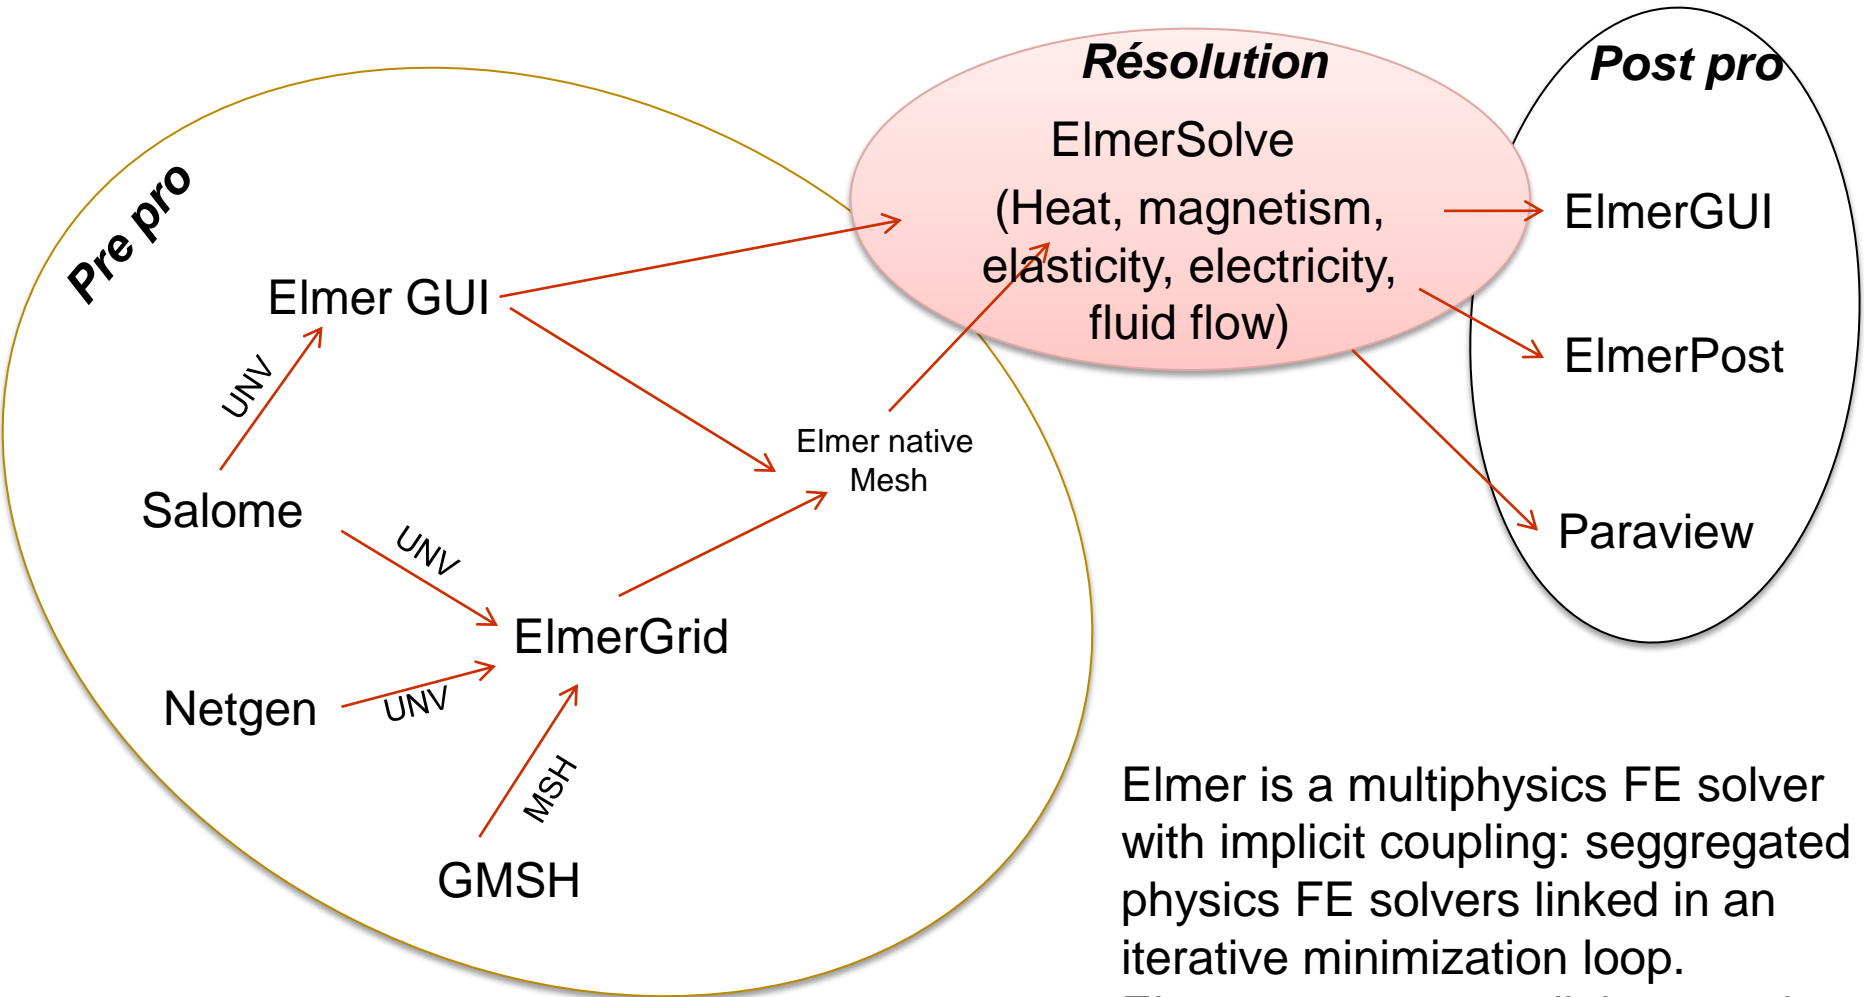 Pre pro
Elmer GUI
UNV
Salome
UNV
ElmerGrid
Netgen
UNV
MSH
GMSH
Elmer native
Mesh
Résolution
ElmerSolve
(Heat, magnetism,
elasticity, electricity,
fluid flow)
Post pro
ElmerGUI
ElmerPost
Paraview
Elmer is a multiphysics FE solver
with implicit coupling: seggregated
physics FE solvers linked in an
iterative minimization loop.